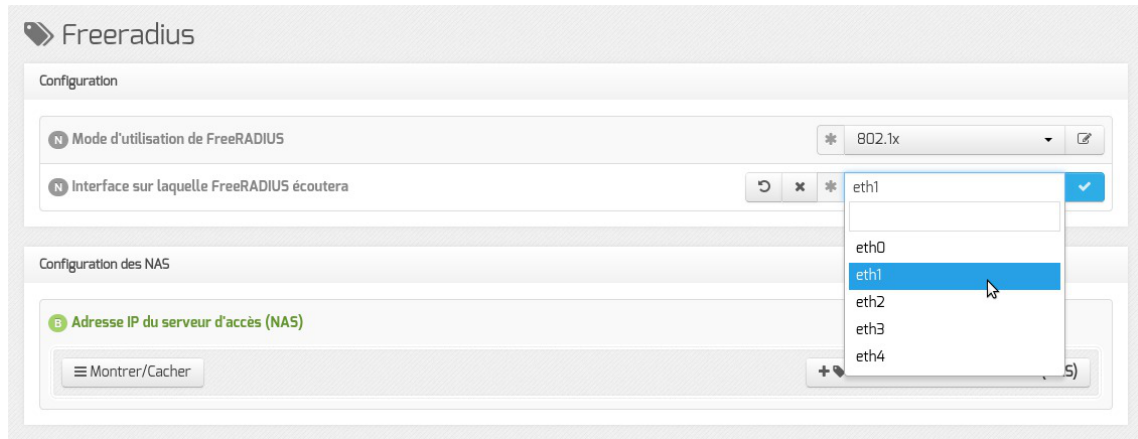 Freeradius
Configuration
N Mode d'utilisation de FreeRADIUS
802.1x
N Interface sur laquelle FreeRADIUS écoutera
eth1
eth0
eth1
eth2
eth3
eth4
Configuration des NAS
B Adresse IP du serveur d'accès (NAS)
Montrer/Cacher